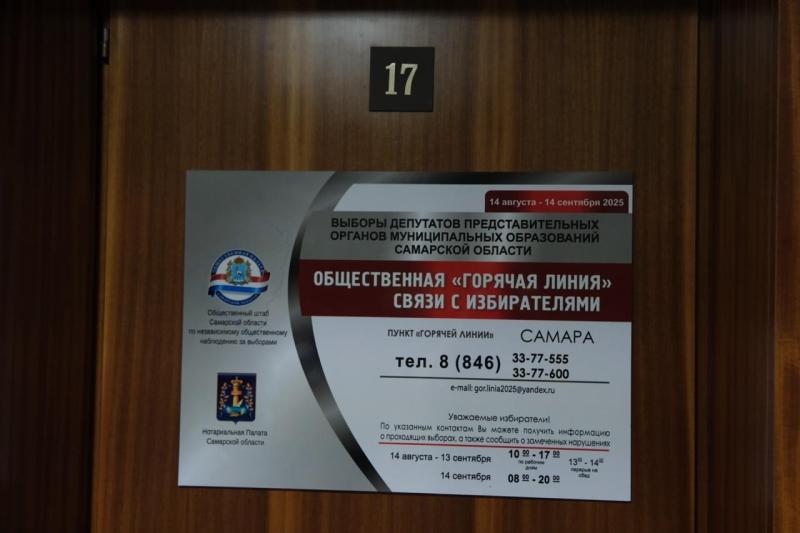 17
14 августа - 14 сентября 2025
ВЫБОРЫ ДЕПУТАТОВ ПРЕДСТАВИТЕЛЬНЫХ
ОРГАНОВ МУНИЦИПАЛЬНЫХ ОБРАЗОВАНИЙ
САМАРСКОЙ ОБЛАСТИ
ОБЩЕСТВЕННАЯ «ГОРЯЧАЯ ЛИНИЯ»
СВЯЗИ С ИЗБИРАТЕЛЯМИ
Общественный штаб
Самарской области
по независимому общественному
наблюдению за выборами
Нотариальная Палата
Самарской области
ПУНКТ «ГОРЯЧЕЙ ЛИНИИ» САМАРА
тел. 8 (846) 33-77-555
33-77-600
e-mail: gor.linia2025@yandex.ru
Уважаемые избиратели!
По указанным контактам Вы можете получить информацию
о проходящих выборах, а также сообщить о замеченных нарушениях
14 августа - 13 сентября 10 00 - 17 00 по рабочим дням 13 00 - 14 00 перерыв на обед
14 сентября 08 00 - 20 00